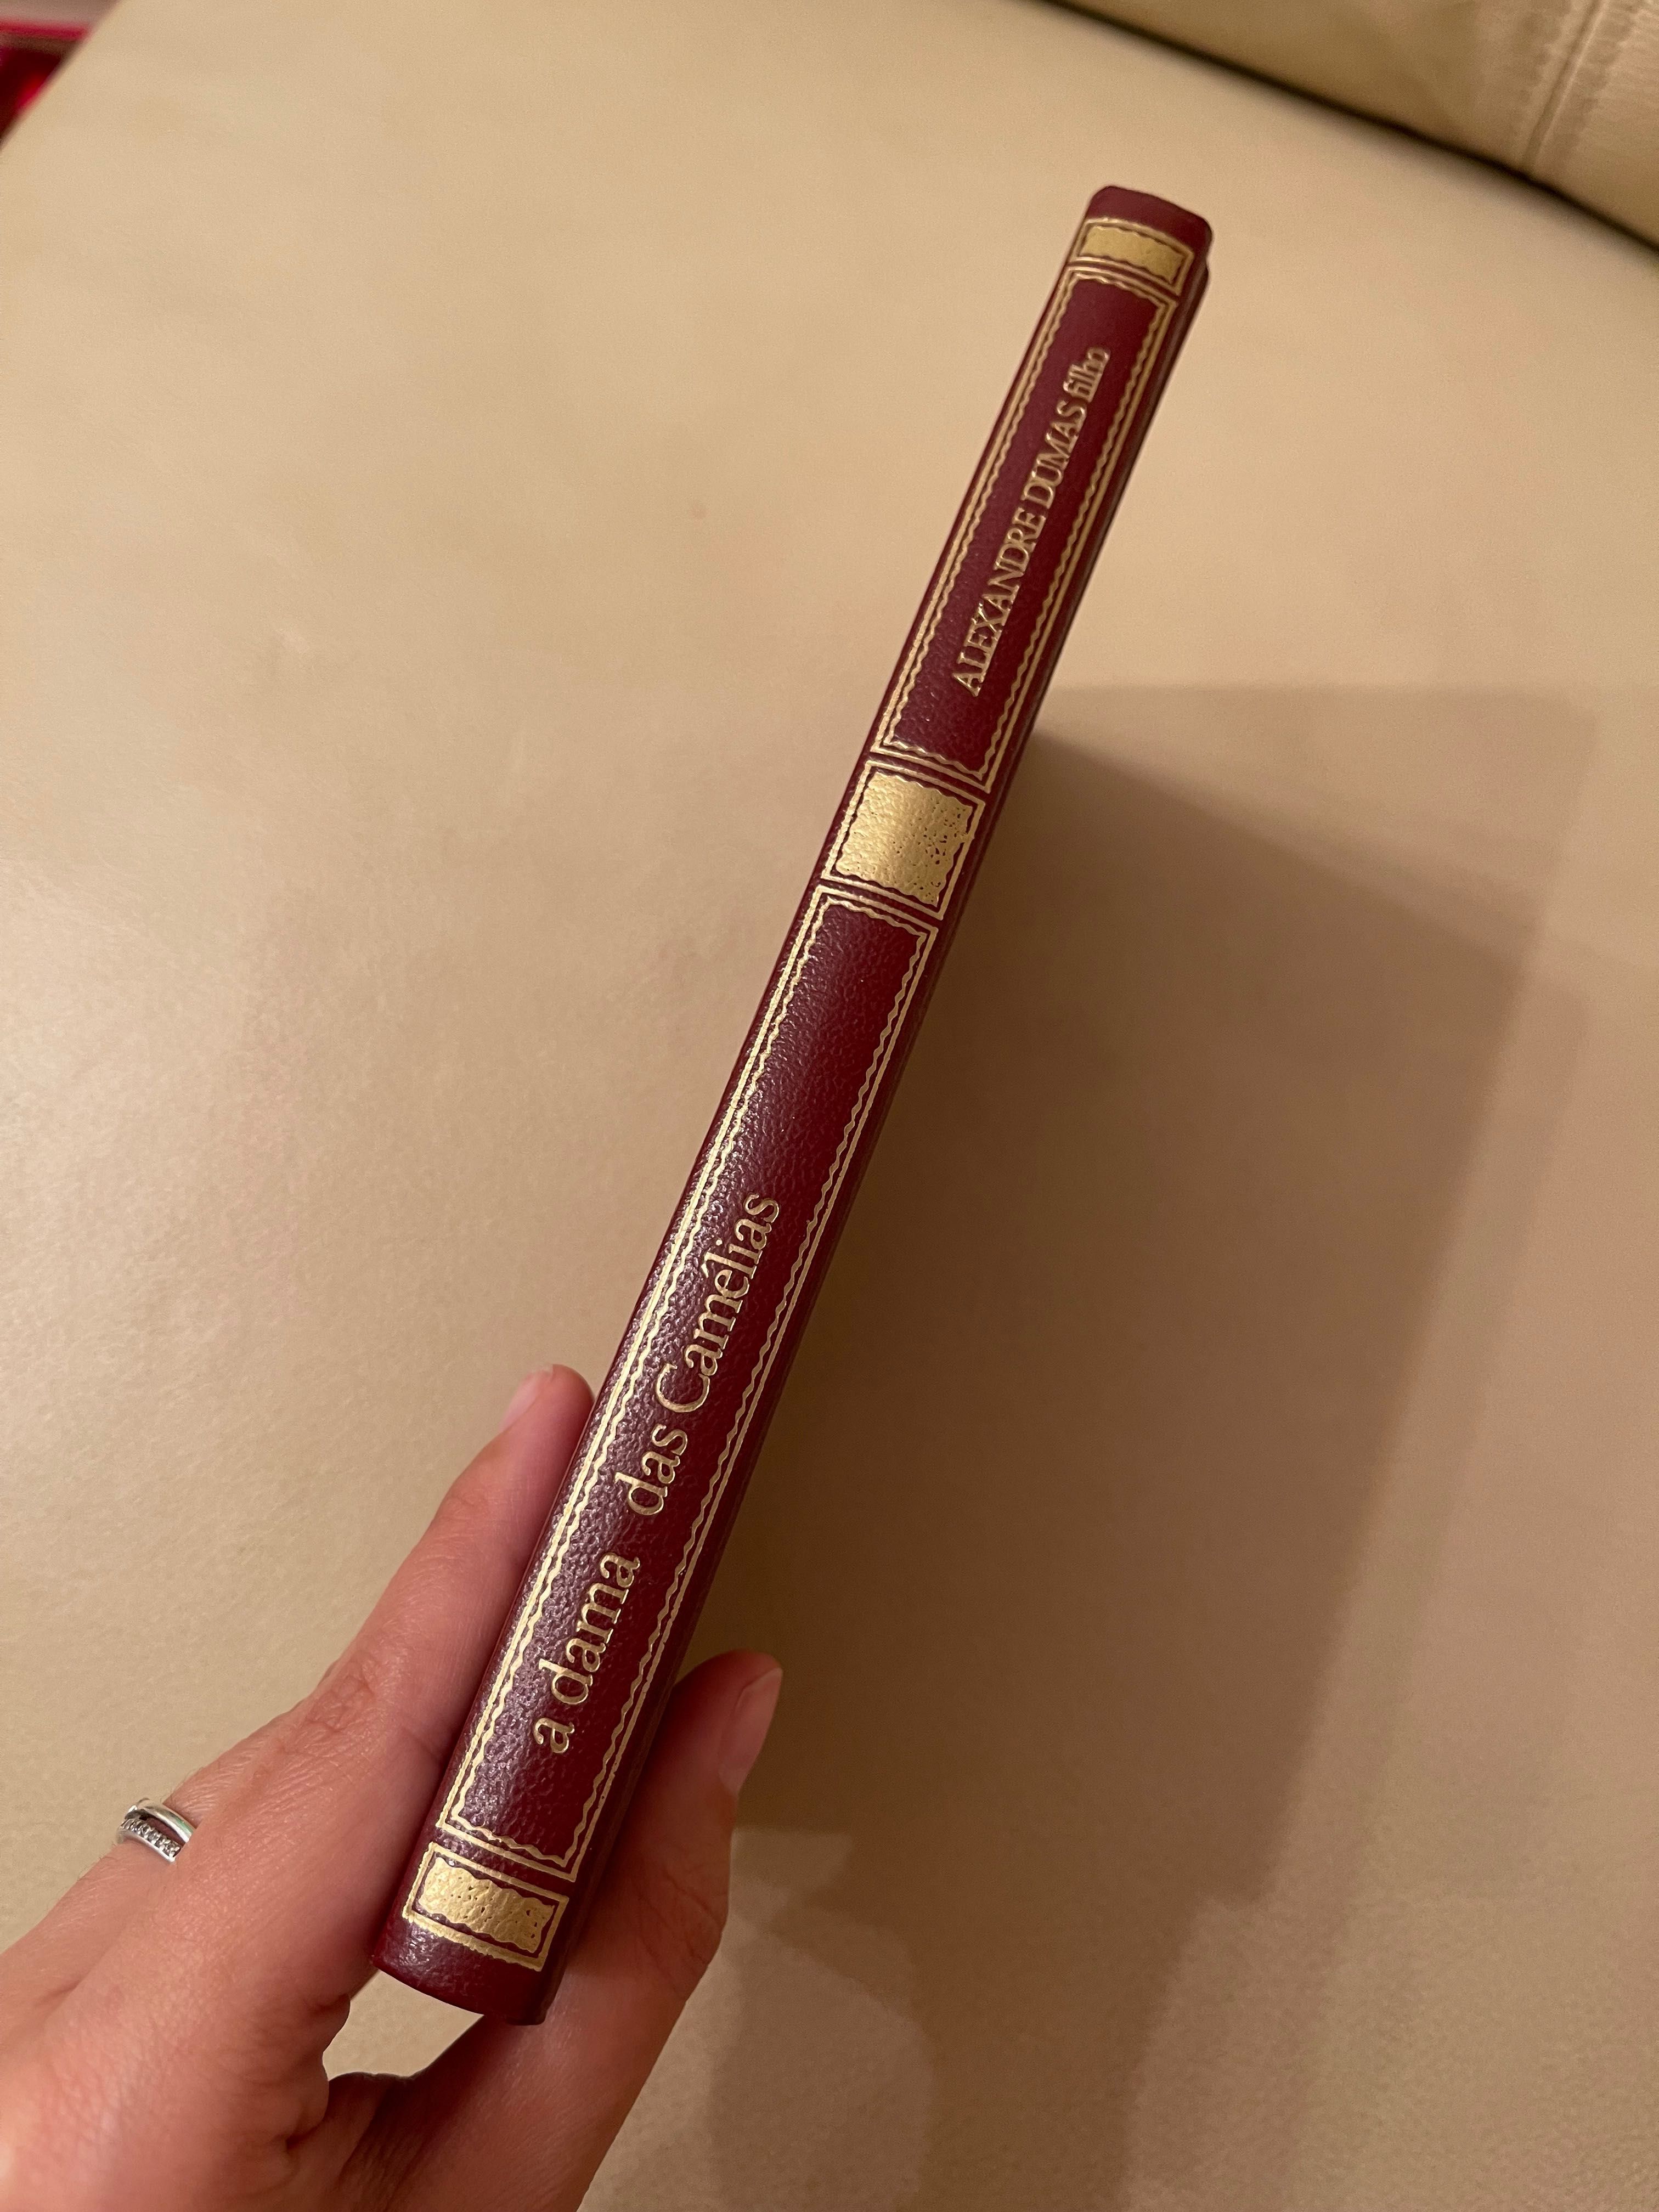 a dama das Camélias
ALEXANDRE DUMAS filho